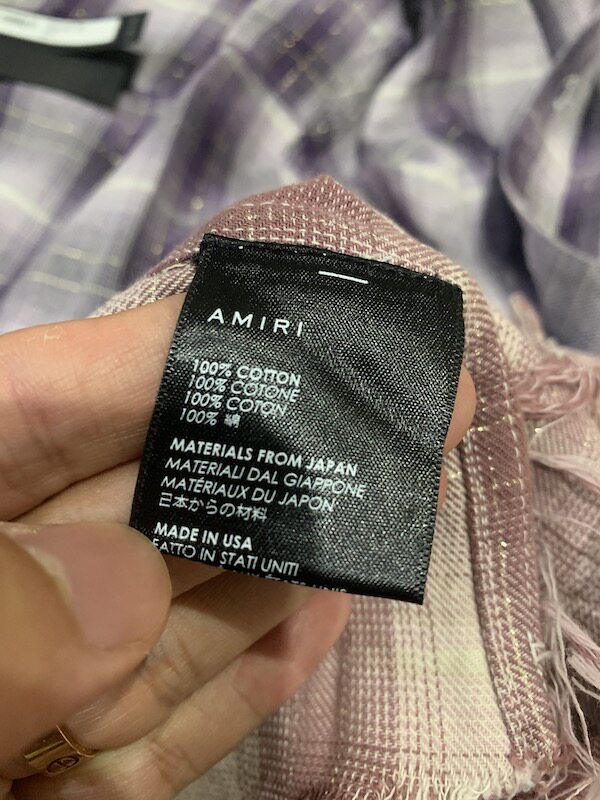 AMIRI
100% COTTON
100% COTONE
100% COTON
100% 綿
MATERIALS FROM JAPAN
MATERIALI DAL GIAPPONE
MATÉRIAUX DU JAPON
日本からの材料
MADE IN USA
FATTO IN STATI UNITI